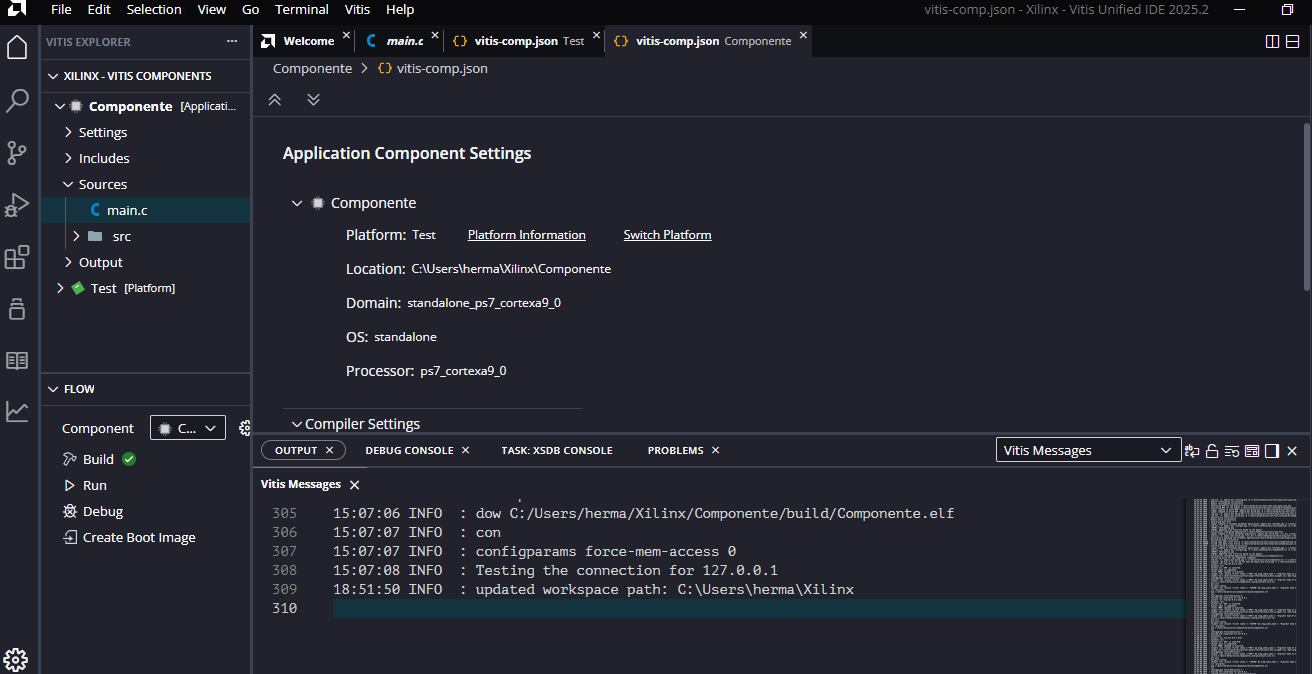 File Edit Selection View Go Terminal Vitis Help
vitis-comp.json - Xilinx - Vitis Unified IDE 2025.2
VITIS EXPLORER
Welcome
main.c
vitis-comp.json Test
vitis-comp.json Componente
Componente > {} vitis-comp.json
XILINX - VITIS COMPONENTS
Componente [Applicati...
Settings
Includes
Sources
main.c
src
Output
Test [Platform]
FLOW
Component C...
Build
Run
Debug
Create Boot Image
Application Component Settings
Componente
Platform: Test Platform Information Switch Platform
Location: C:\Users\herma\Xilinx\Componente
Domain: standalone_ps7_cortexa9_0
OS: standalone
Processor: ps7_cortexa9_0
Compiler Settings
OUTPUT DEBUG CONSOLE TASK: XSDB CONSOLE PROBLEMS
Vitis Messages
Vitis Messages
305 15:07:06 INFO : dow C:/Users/herma/Xilinx/Componente/build/Componente.elf
306 15:07:07 INFO : con
307 15:07:07 INFO : configparams force-mem-access 0
308 15:07:08 INFO : Testing the connection for 127.0.0.1
309 18:51:50 INFO : updated workspace path: C:\Users\herma\Xilinx
310